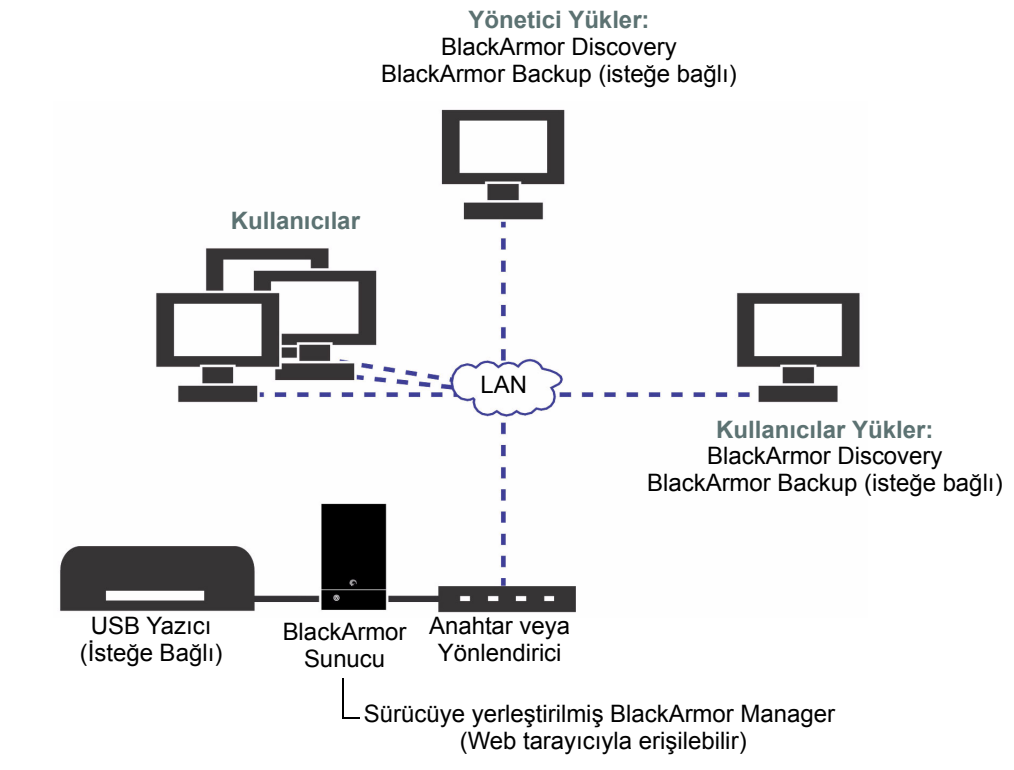 Yönetici Yükler:
BlackArmor Discovery
BlackArmor Backup (isteğe bağlı)
Kullanıcılar
LAN
Kullanıcılar Yükler:
BlackArmor Discovery
BlackArmor Backup (isteğe bağlı)
USB Yazıcı
(İsteğe Bağlı)
BlackArmor
Sunucu
Anahtar veya
Yönlendirici
Sürücüye yerleştirilmiş BlackArmor Manager
(Web tarayıcıyla erişilebilir)